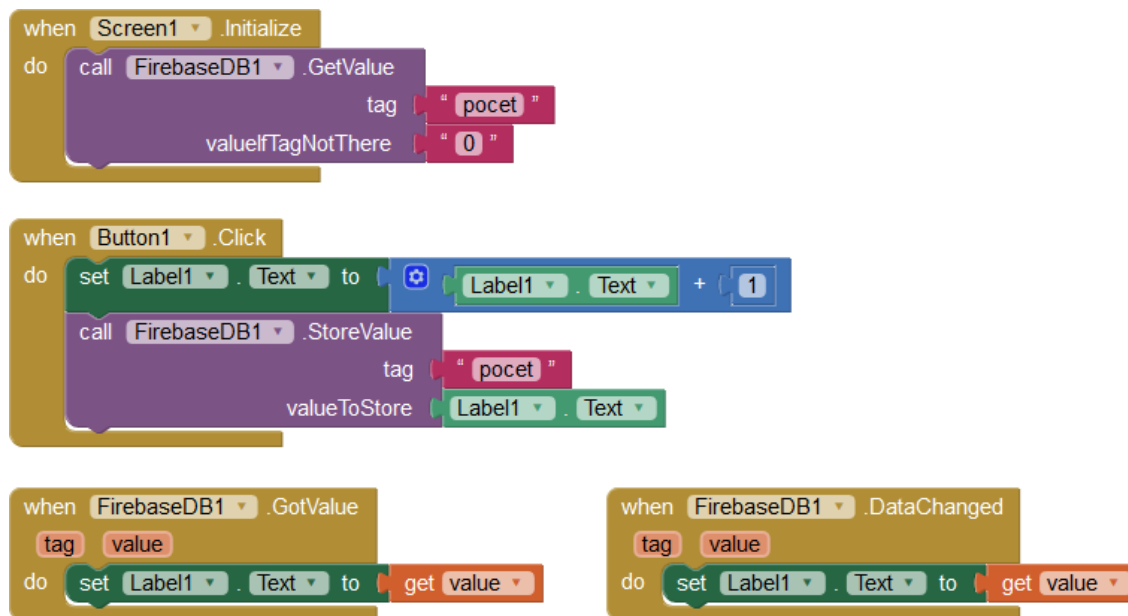 when Screen1 .Initialize
do call FirebaseDB1 .GetValue
tag " pocet "
valueIfTagNotThere " 0 "
when Button1 .Click
do set Label1 . Text to Label1 . Text + 1
call FirebaseDB1 .StoreValue
tag " pocet "
valueToStore Label1 . Text
when FirebaseDB1 .GotValue
tag value
do set Label1 . Text to get value
when FirebaseDB1 .DataChanged
tag value
do set Label1 . Text to get value